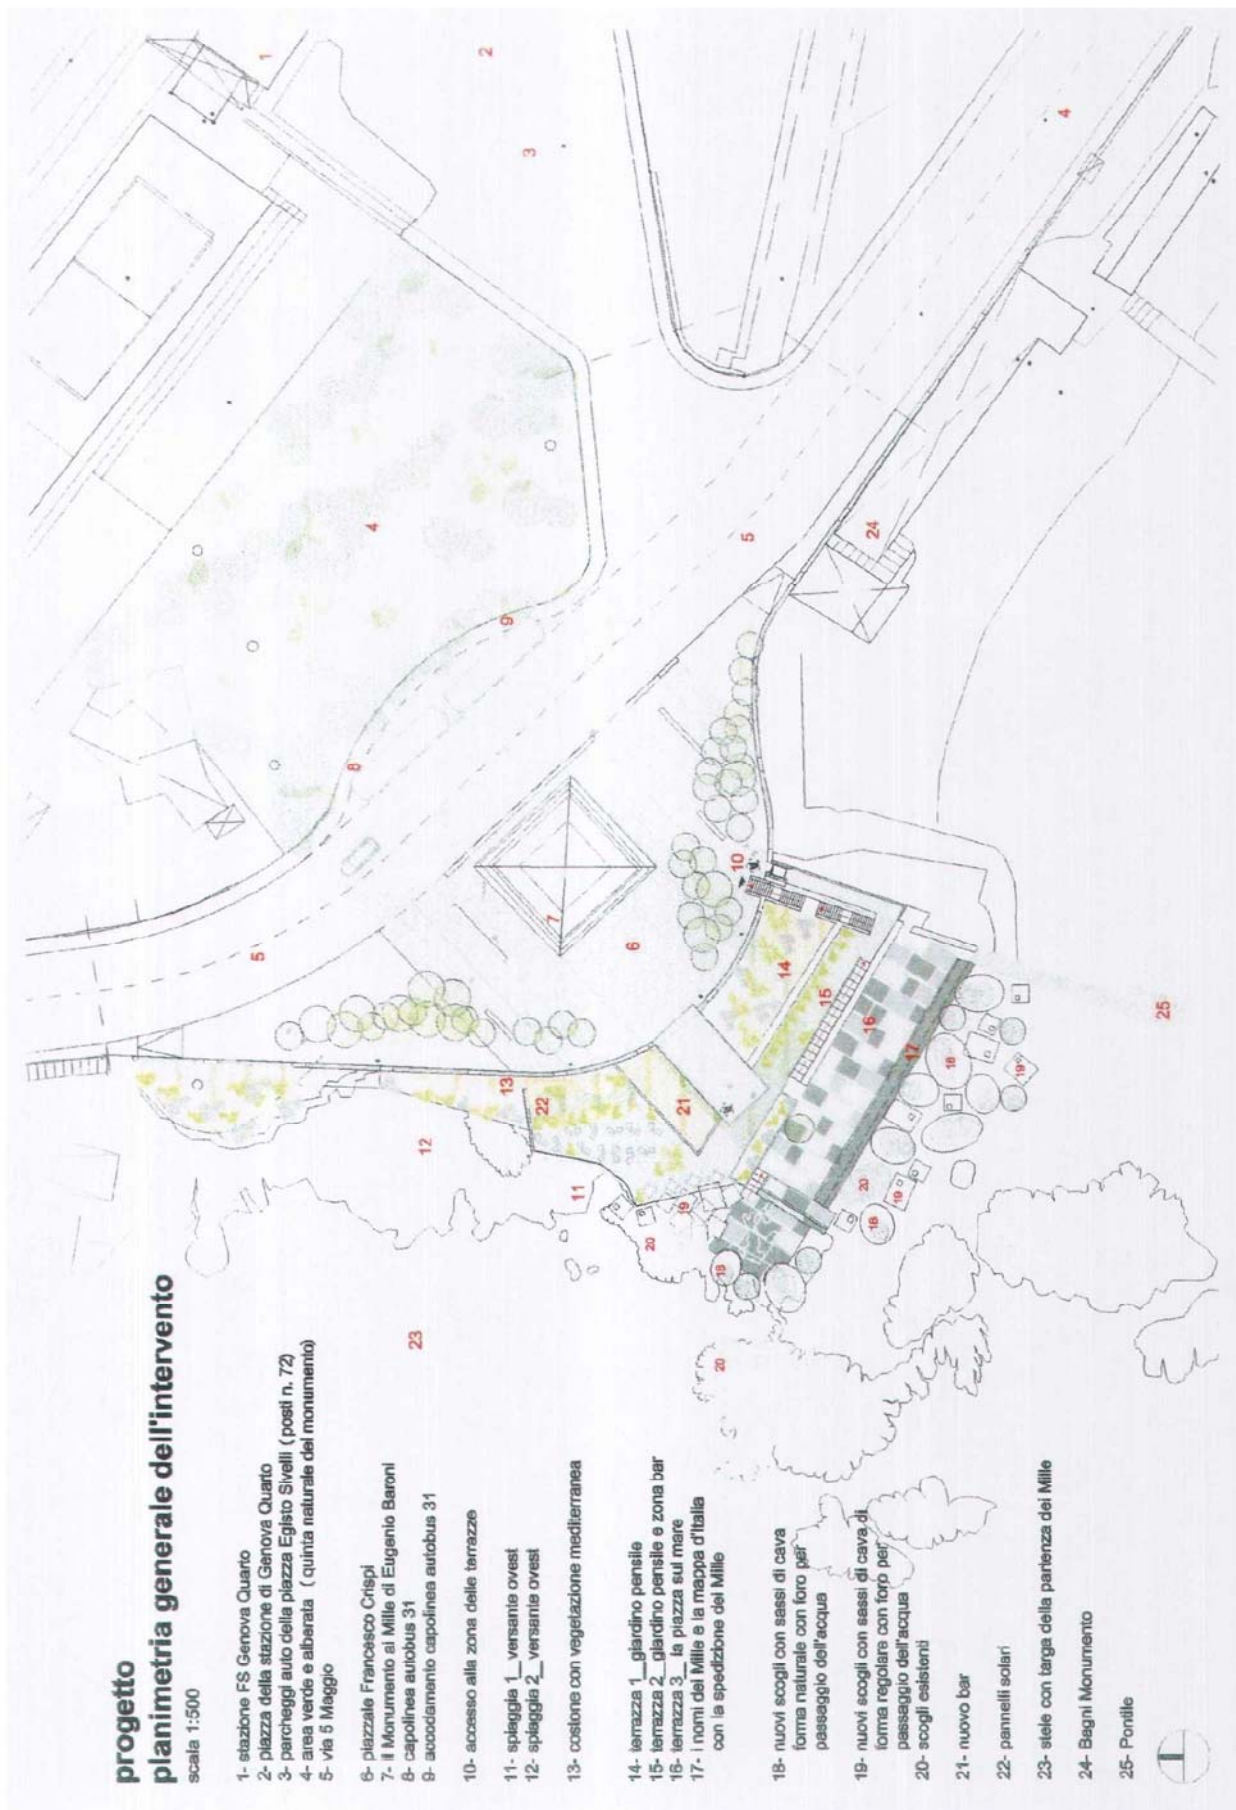 progetto
planimetria generale dell'intervento
scala 1:500
1- stazione FS Genova Quarto
2- piazza della stazione di Genova Quarto
3- parcheggi auto della piazza Egisto Sivelli (posti n. 72)
4- area verde e alberata ( quinta naturale del monumento)
5- via 5 Maggio
6- piazzale Francesco Crispi
7- il Monumento ai Mille di Eugenio Baroni
8- capolinea autobus 31
9- accodamento capolinea autobus 31
10- accesso alla zona delle terrazze
11- spiaggia 1_ versante ovest
12- spiaggia 2_ versante ovest
13- costone con vegetazione mediterranea
14- terrazza 1_ giardino pensile
15- terrazza 2_ giardino pensile e zona bar
16- terrazza 3_ la piazza sul mare
17- i nomi dei Mille e la mappa d'Italia
con la spedizione dei Mille
18- nuovi scogli con sassi di cava
forma naturale con foro per
passaggio dell'acqua
19- nuovi scogli con sassi di cava di
forma regolare con foro per
passaggio dell'acqua
20- scogli esistenti
21- nuovo bar
22- pannelli solari
23- stele con targa della partenza dei Mille
24- Bagni Monumento
25- Pontile
1
2
3
4
4
5
5
6
7
8
9
10
11
12
13
14
15
16
17
18
18
18
19
19
19
20
20
20
21
22
23
24
25